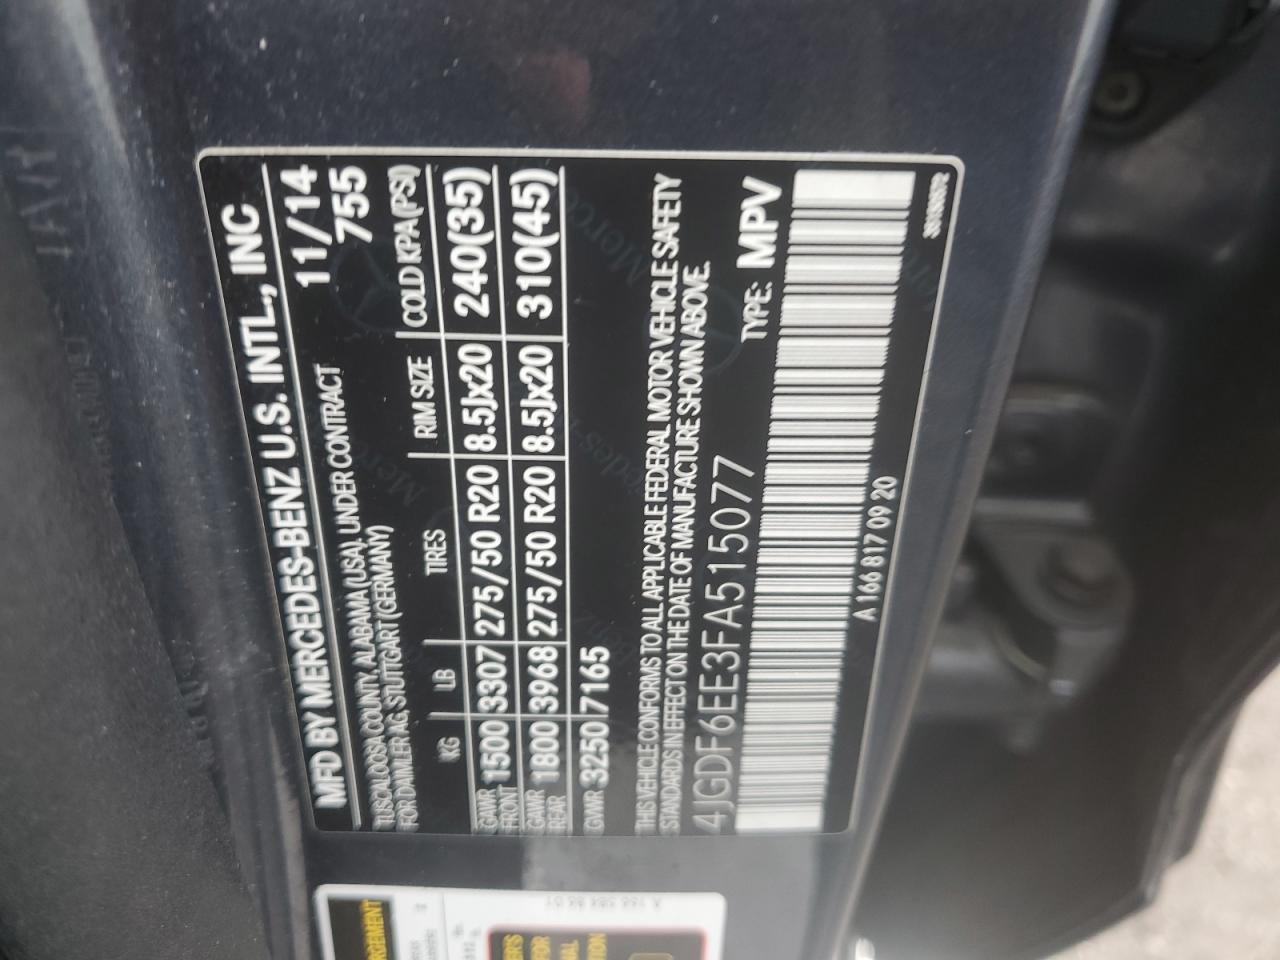 MFD BY MERCEDES-BENZ U.S. INTL., INC
TUSCALOOSA COUNTY, ALABAMA (USA), UNDER CONTRACT 11/14
FOR DAIMLER AG, STUTTGART (GERMANY) 755
KG LB TIRES RIM SIZE COLD KPA (PSI)
GAWR FRONT 1500 3307 275/50 R20 8.5Jx20 240(35)
GAWR REAR 1800 3968 275/50 R20 8.5Jx20 310(45)
GVWR 3250 7165
THIS VEHICLE CONFORMS TO ALL APPLICABLE FEDERAL MOTOR VEHICLE SAFETY
STANDARDS IN EFFECT ON THE DATE OF MANUFACTURE SHOWN ABOVE.
4JGDF6EE3FA515077 TYPE: MPV
A 166 817 09 20